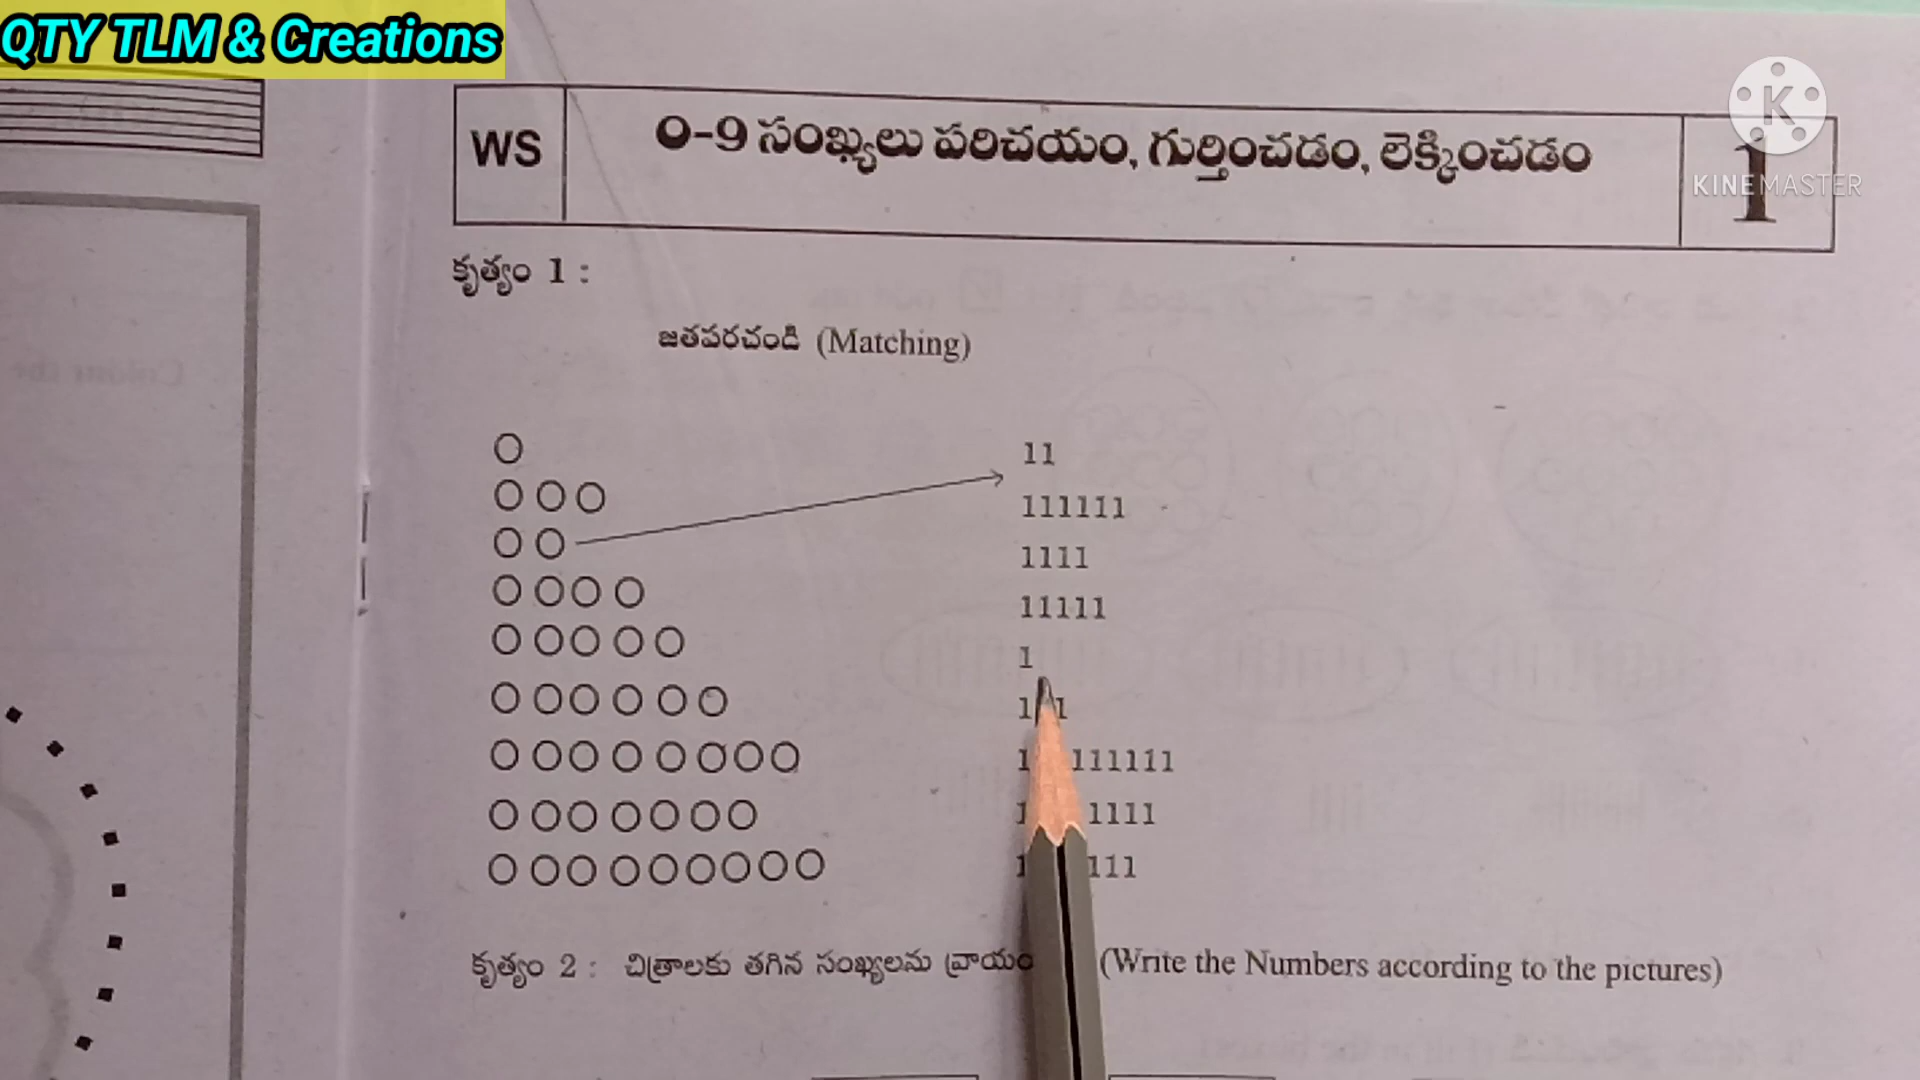 QTY TLM & Creations
WS
0-9 సంఖ్యలు పరిచయం, గుర్తించడం, లెక్కించడం
1
KINEMASTER
కృత్యం 1 :
జతపరచండి (Matching)
11
111111
1111
11111
1
కృత్యం 2 : చిత్రాలకు తగిన సంఖ్యలను (Write the Numbers according to the pictures)